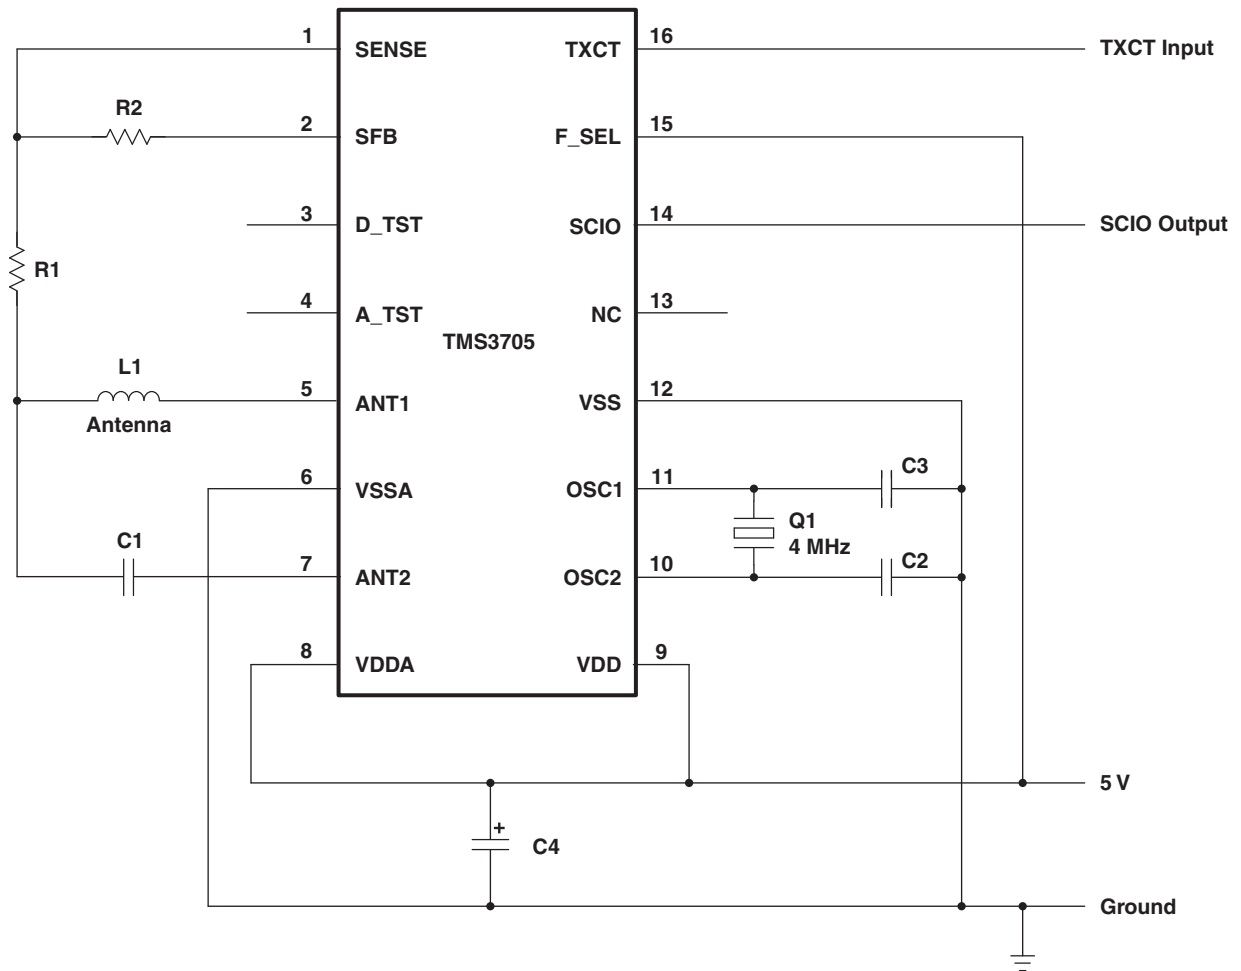 1 SENSE TXCT 16 TXCT Input
R2
2 SFB F_SEL 15
3 D_TST SCIO 14 SCIO Output
R1
4 A_TST NC 13
TMS3705
L1
5 ANT1 VSS 12
Antenna
6 VSSA OSC1 11 C3
Q1
4 MHz
C1
7 ANT2 OSC2 10 C2
8 VDDA VDD 9
5 V
+
C4
Ground